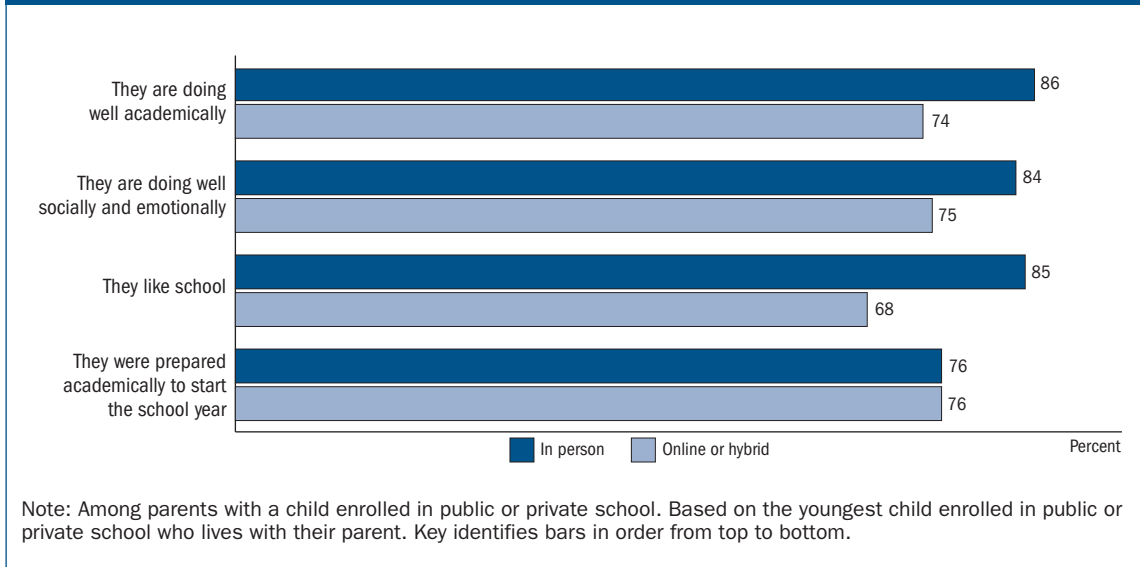 They are doing
well academically
86
74
They are doing well
socially and emotionally
84
75
They like school
85
68
They were prepared
academically to start
the school year
76
76
In person
Online or hybrid
Percent
Note: Among parents with a child enrolled in public or private school. Based on the youngest child enrolled in public or
private school who lives with their parent. Key identifies bars in order from top to bottom.